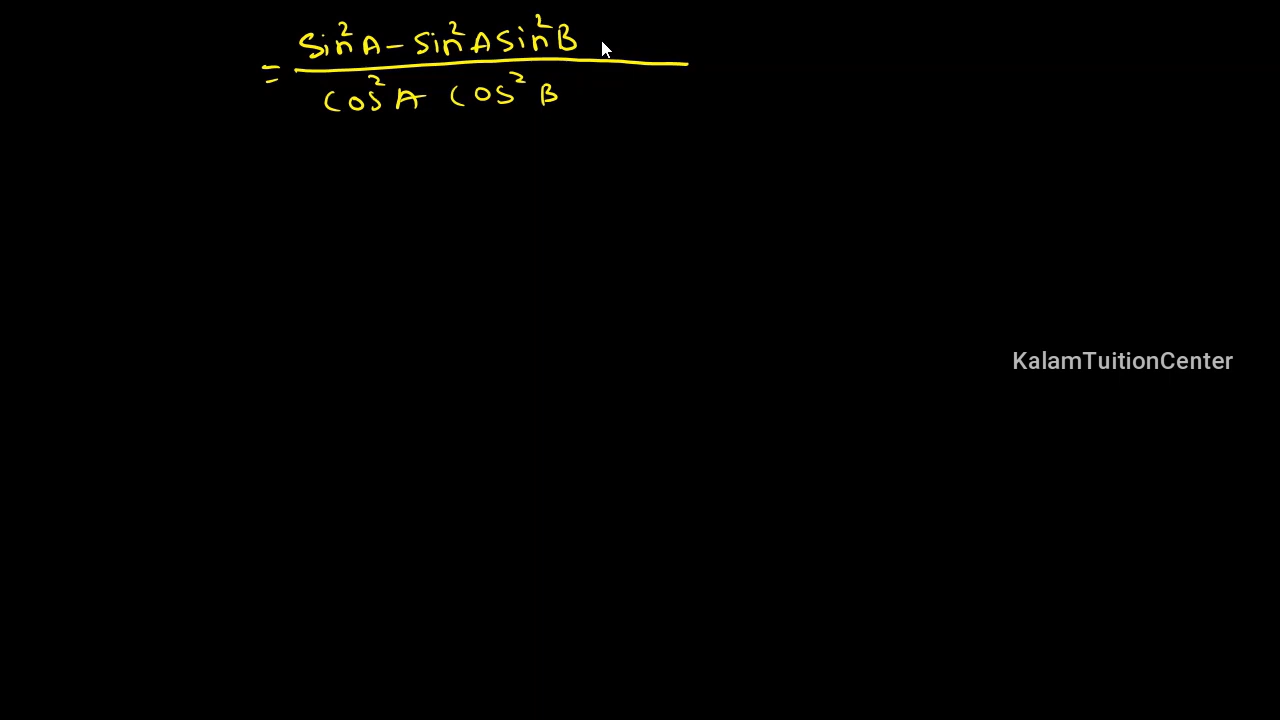 = sin²A - sin²A sin²B
cos²A cos²B
KalamTuitionCenter